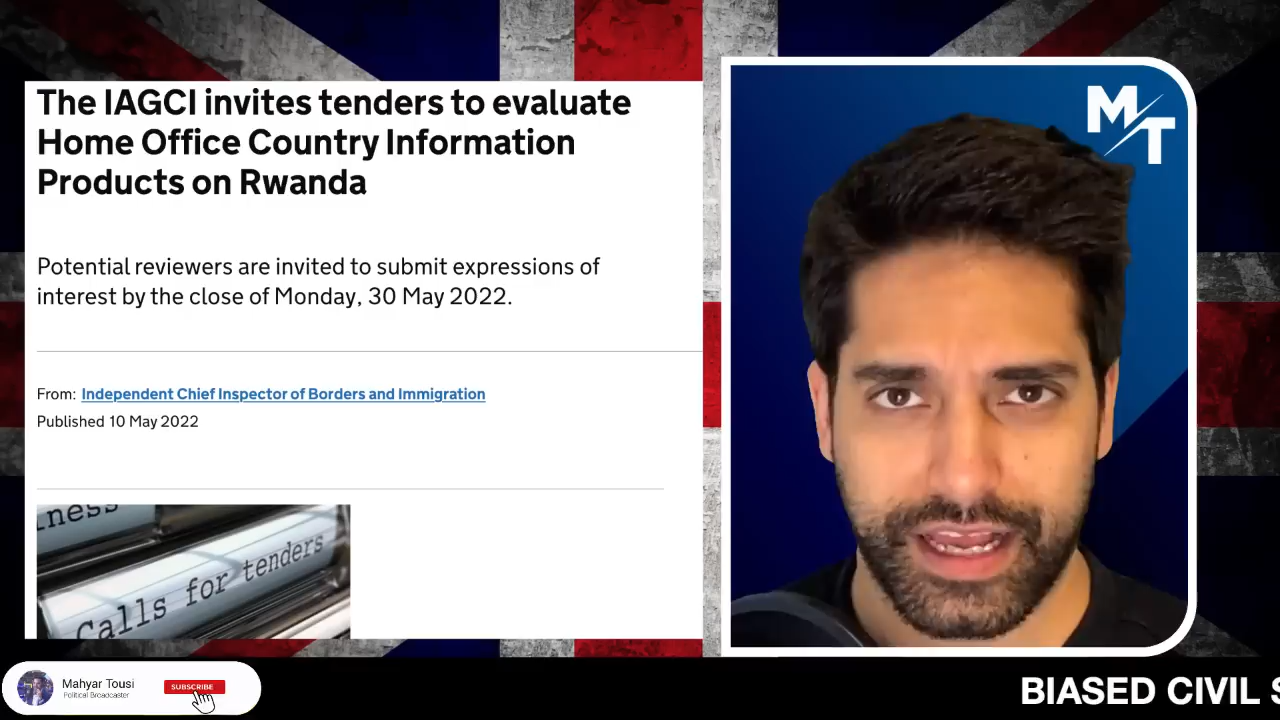 The IAGCI invites tenders to evaluate
Home Office Country Information
Products on Rwanda
Potential reviewers are invited to submit expressions of
interest by the close of Monday, 30 May 2022.
From: Independent Chief Inspector of Borders and Immigration
Published 10 May 2022
iness
Calls for tenders
MT
Mahyar Tousi
Political Broadcaster
SUBSCRIBE
BIASED CIVIL S